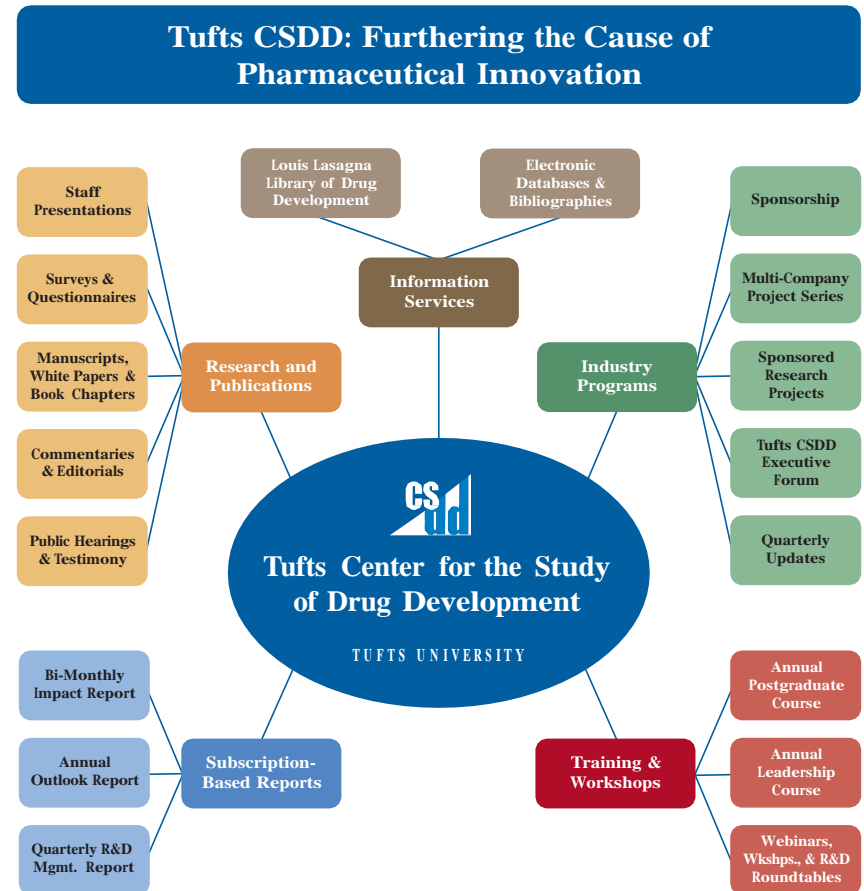 Tufts CSDD: Furthering the Cause of
Pharmaceutical Innovation
Louis Lasagna
Library of Drug
Development
Electronic
Databases &
Bibliographies
Information
Services
Staff
Presentations
Surveys &
Questionnaires
Manuscripts,
White Papers &
Book Chapters
Commentaries
& Editorials
Public Hearings
& Testimony
Research and
Publications
Industry
Programs
Sponsorship
Multi-Company
Project Series
Sponsored
Research
Projects
Tufts CSDD
Executive
Forum
Quarterly
Updates
CS
dd
Tufts Center for the Study
of Drug Development
TUFTS UNIVERSITY
Bi-Monthly
Impact Report
Annual
Outlook Report
Quarterly R&D
Mgmt. Report
Subscription-
Based Reports
Training &
Workshops
Annual
Postgraduate
Course
Annual
Leadership
Course
Webinars,
Wkshps., & R&D
Roundtables